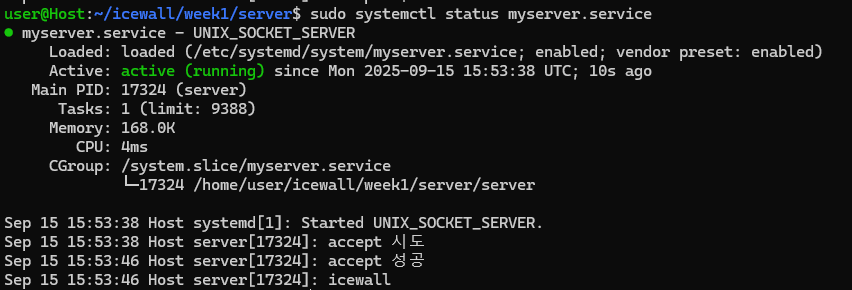 user@Host:~/icewall/week1/server$ sudo systemctl status myserver.service
● myserver.service - UNIX_SOCKET_SERVER
Loaded: loaded (/etc/systemd/system/myserver.service; enabled; vendor preset: enabled)
Active: active (running) since Mon 2025-09-15 15:53:38 UTC; 10s ago
Main PID: 17324 (server)
Tasks: 1 (limit: 9388)
Memory: 168.0K
CPU: 4ms
CGroup: /system.slice/myserver.service
└─17324 /home/user/icewall/week1/server/server
Sep 15 15:53:38 Host systemd[1]: Started UNIX_SOCKET_SERVER.
Sep 15 15:53:38 Host server[17324]: accept 시도
Sep 15 15:53:46 Host server[17324]: accept 성공
Sep 15 15:53:46 Host server[17324]: icewall